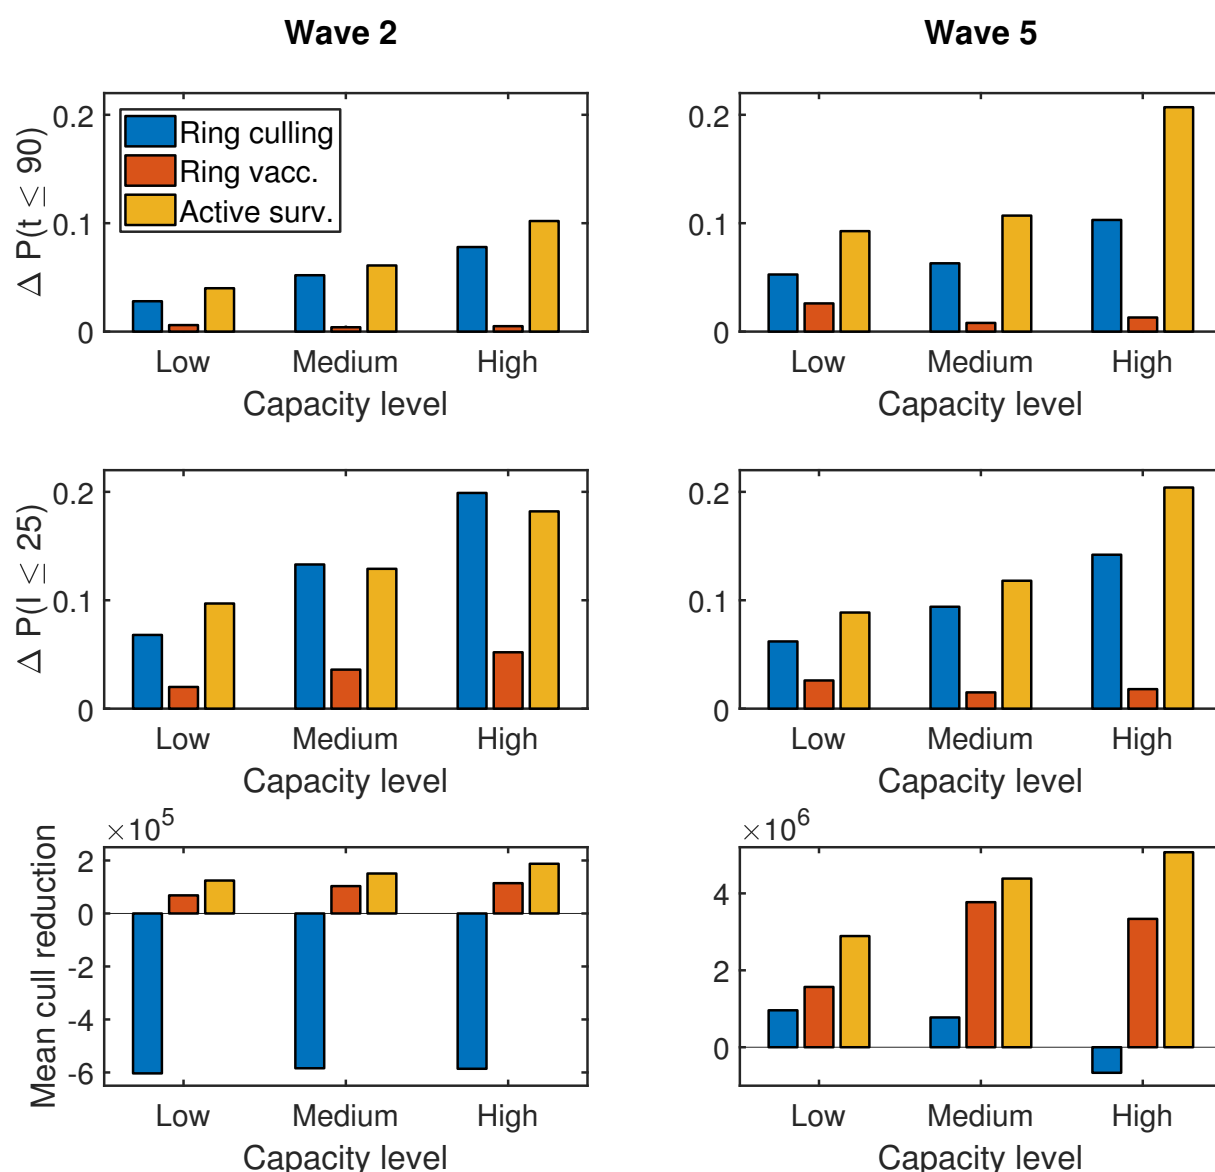 Wave 2
Wave 5
Δ P(t ≤ 90)
0.2
0.1
0
Ring culling
Ring vacc.
Active surv.
Low Medium High
Capacity level
0.2
0.1
0
Low Medium High
Capacity level
Δ P(I ≤ 25)
0.2
0.1
0
Low Medium High
Capacity level
0.2
0.1
0
Low Medium High
Capacity level
Mean cull reduction
×10^5
2
0
-2
-4
-6
Low Medium High
Capacity level
×10^6
4
2
0
Low Medium High
Capacity level